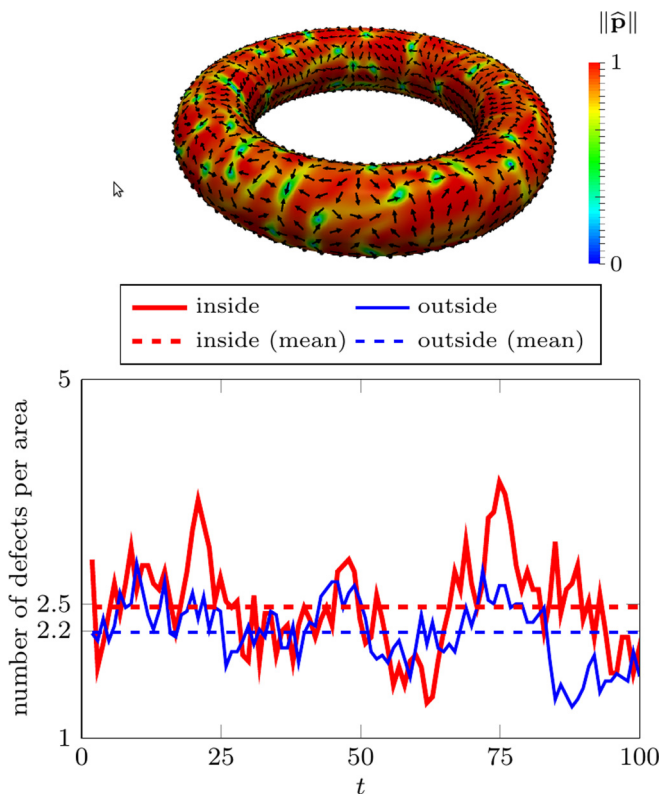 ‖p̂‖
1
0
inside outside
inside (mean) outside (mean)
5
2.5
2.2
1
number of defects per area
0 25 50 75 100
t